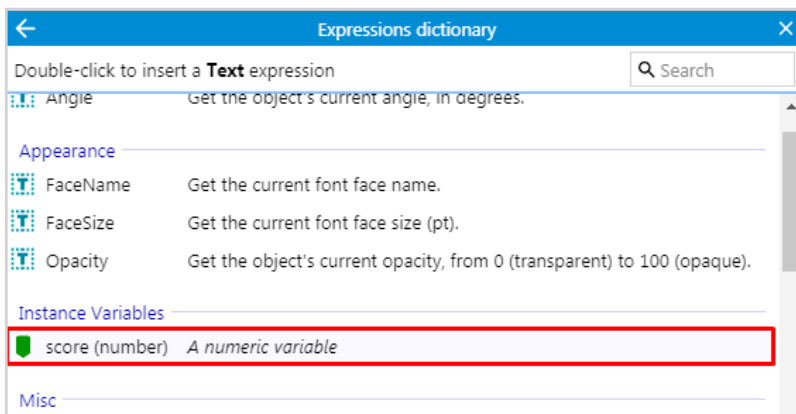 Expressions dictionary
Double-click to insert a Text expression
Search
Angle Get the object's current angle, in degrees.
Appearance
FaceName Get the current font face name.
FaceSize Get the current font face size (pt).
Opacity Get the object's current opacity, from 0 (transparent) to 100 (opaque).
Instance Variables
score (number) A numeric variable
Misc